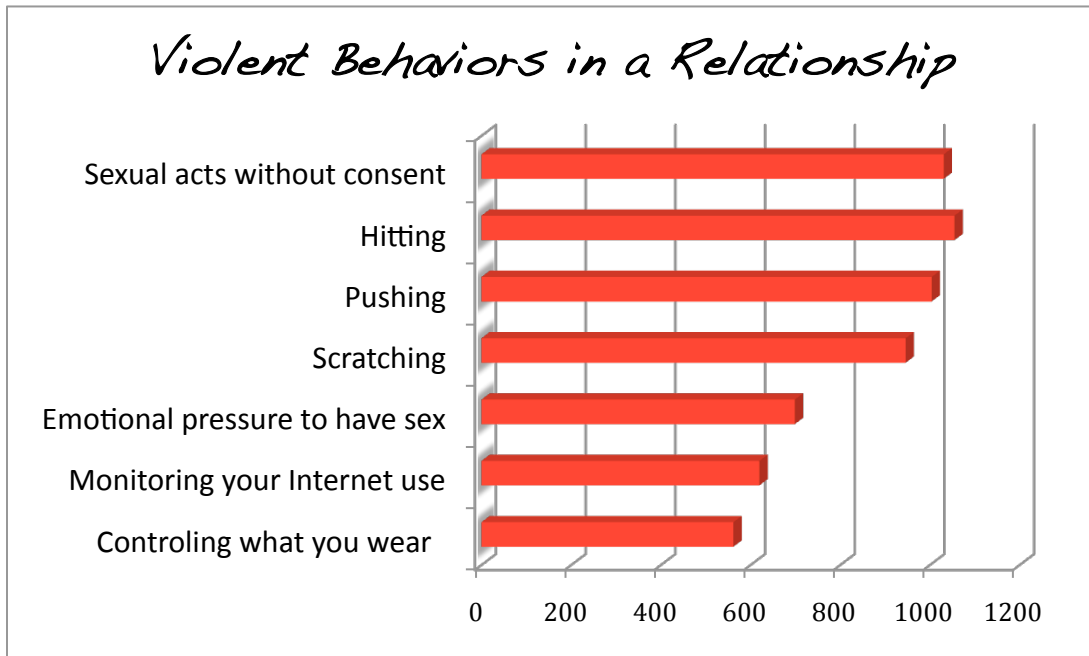 Violent Behaviors in a Relationship
Sexual acts without consent
Hitting
Pushing
Scratching
Emotional pressure to have sex
Monitoring your Internet use
Controling what you wear
0 200 400 600 800 1000 1200